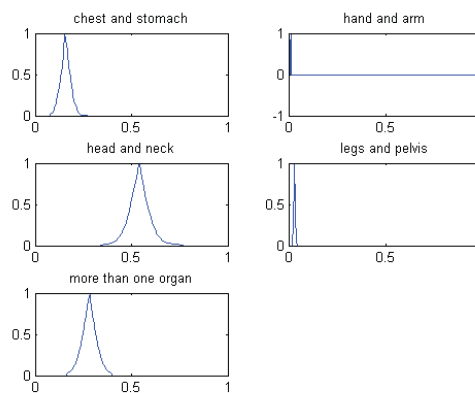 chest and stomach
1
0.5
0
0 0.5 1
hand and arm
1
0
-1
0 0.5
head and neck
1
0.5
0
0 0.5 1
legs and pelvis
1
0.5
0
0 0.5
more than one organ
1
0.5
0
0 0.5 1